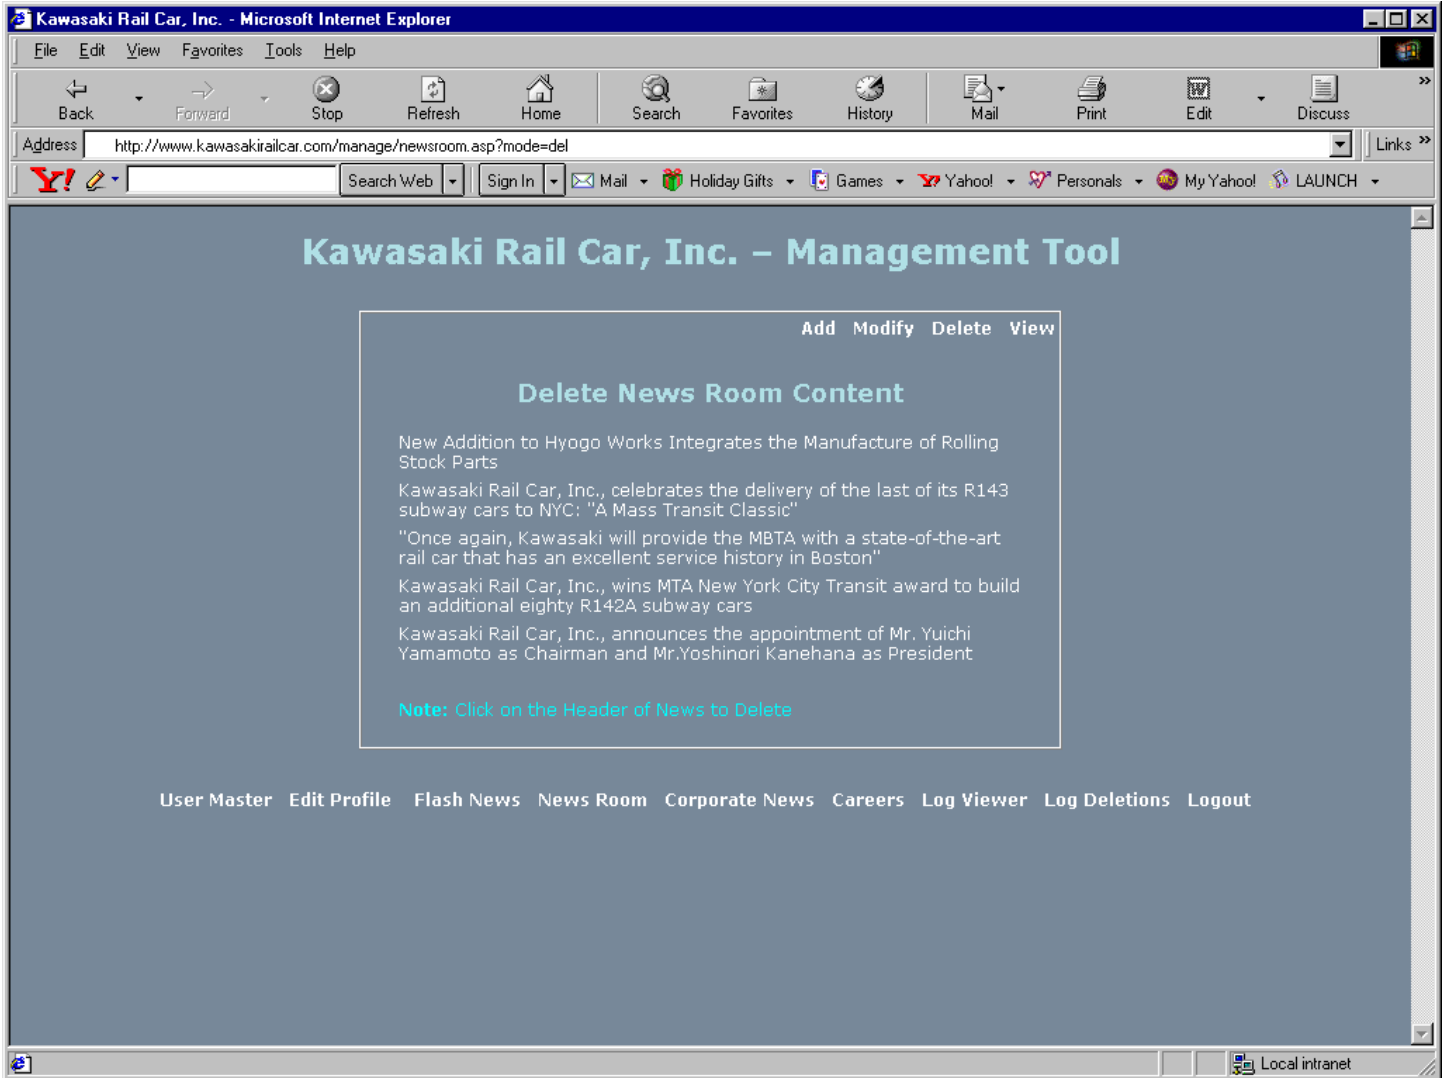 Kawasaki Rail Car, Inc. - Microsoft Internet Explorer
File Edit View Favorites Tools Help
Back Forward Stop Refresh Home Search Favorites History Mail Print Edit Discuss »
Address http://www.kawasakirailcar.com/manage/newsroom.asp?mode=del Links »
Y! Search Web Sign In Mail Holiday Gifts Games Y? Yahoo! Personals My Yahoo! LAUNCH
Kawasaki Rail Car, Inc. – Management Tool
Add Modify Delete View
Delete News Room Content
New Addition to Hyogo Works Integrates the Manufacture of Rolling
Stock Parts
Kawasaki Rail Car, Inc., celebrates the delivery of the last of its R143
subway cars to NYC: "A Mass Transit Classic"
"Once again, Kawasaki will provide the MBTA with a state-of-the-art
rail car that has an excellent service history in Boston"
Kawasaki Rail Car, Inc., wins MTA New York City Transit award to build
an additional eighty R142A subway cars
Kawasaki Rail Car, Inc., announces the appointment of Mr. Yuichi
Yamamoto as Chairman and Mr.Yoshinori Kanehana as President
Note: Click on the Header of News to Delete
User Master Edit Profile Flash News News Room Corporate News Careers Log Viewer Log Deletions Logout
Local intranet